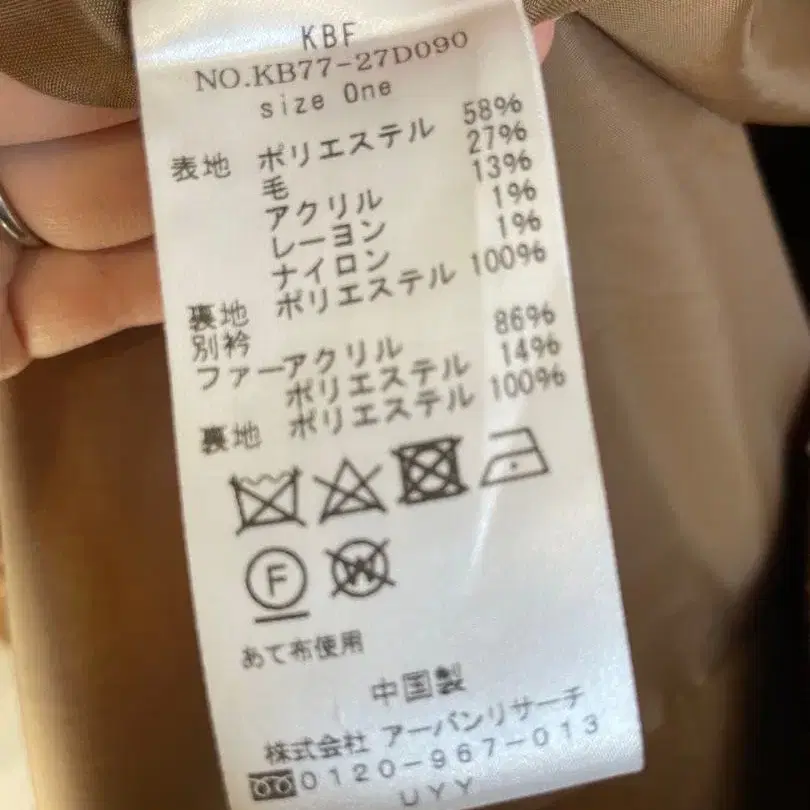 KBF
NO.KB77-27D090
size One
表地 ポリエステル 58%
毛 27%
アクリル 13%
レーヨン 1%
ナイロン 1%
裏地 ポリエステル 100%
別衿
ファーアクリル 86%
ポリエステル 14%
裏地 ポリエステル 100%
F
W
あて布使用
中国製
株式会社 アーバンリサーチ
0120-967-013
UYY